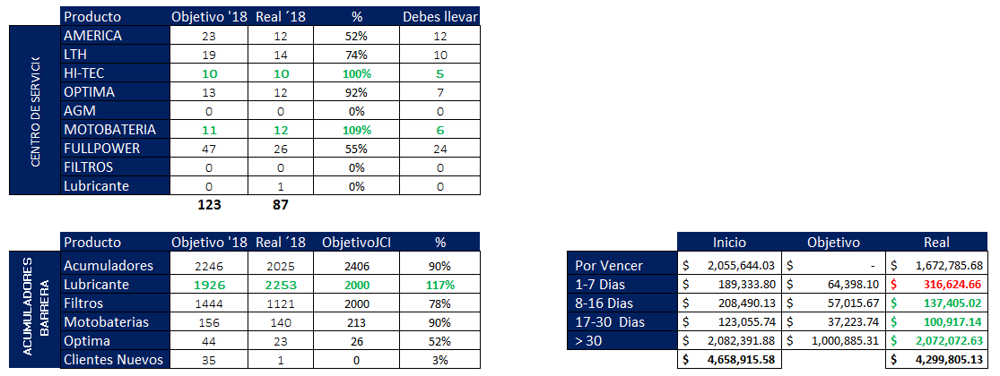 Producto Objetivo '18 Real ´18 % Debes llevar
CENTRO DE SERVICIO
AMERICA 23 12 52% 12
LTH 19 14 74% 10
HI-TEC 10 10 100% 5
OPTIMA 13 12 92% 7
AGM 0 0 0% 0
MOTOBATERIA 11 12 109% 6
FULLPOWER 47 26 55% 24
FILTROS 0 0 0% 0
Lubricante 0 1 0% 0
123 87
Producto Objetivo '18 Real ´18 ObjetivoJCI %
ACUMULADORES
BARRERA
Acumuladores 2246 2025 2406 90%
Lubricante 1926 2253 2000 117%
Filtros 1444 1121 2000 78%
Motobaterias 156 140 213 90%
Optima 44 23 26 52%
Clientes Nuevos 35 1 0 3%
Inicio Objetivo Real
Por Vencer $ 2,055,644.03 $ - $ 1,672,785.68
1-7 Dias $ 189,333.80 $ 64,398.10 $ 316,624.66
8-16 Dias $ 208,490.13 $ 57,015.67 $ 137,405.02
17-30 Dias $ 123,055.74 $ 37,223.74 $ 100,917.14
> 30 $ 2,082,391.88 $ 1,000,885.31 $ 2,072,072.63
$ 4,658,915.58 $ 4,299,805.13